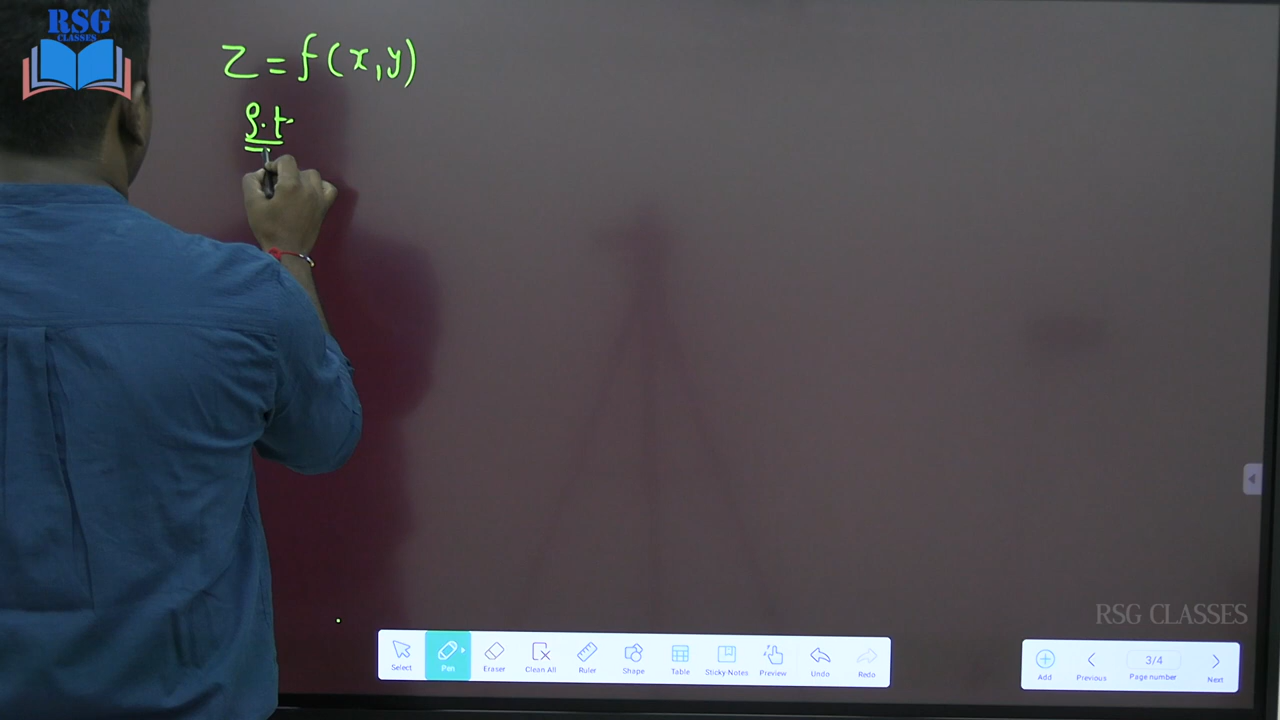 RSG
CLASSES
z = f(x,y)
s.t.
RSG CLASSES
Select
Pen
Eraser
Clean All
Ruler
Shape
Table
Sticky Notes
Preview
Undo
Redo
Add
Previous
3/4
Page number
Next